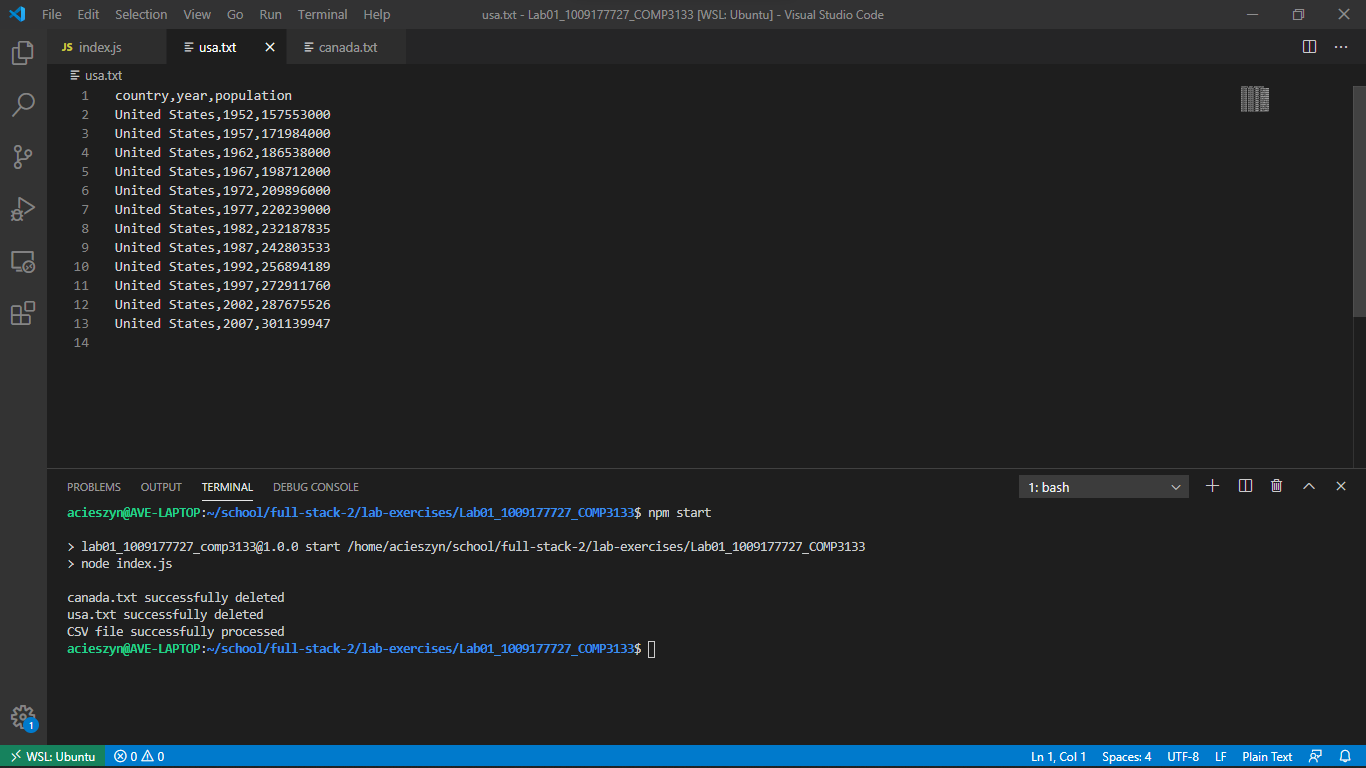 File Edit Selection View Go Run Terminal Help usa.txt - Lab01_1009177727_COMP3133 [WSL: Ubuntu] - Visual Studio Code
JS index.js usa.txt canada.txt
usa.txt
1 country,year,population
2 United States,1952,157553000
3 United States,1957,171984000
4 United States,1962,186538000
5 United States,1967,198712000
6 United States,1972,209896000
7 United States,1977,220239000
8 United States,1982,232187835
9 United States,1987,242803533
10 United States,1992,256894189
11 United States,1997,272911760
12 United States,2002,287675526
13 United States,2007,301139947
14
PROBLEMS OUTPUT TERMINAL DEBUG CONSOLE 1: bash
acieszyn@AVE-LAPTOP:~/school/full-stack-2/lab-exercises/Lab01_1009177727_COMP3133$ npm start
> lab01_1009177727_comp3133@1.0.0 start /home/acieszyn/school/full-stack-2/lab-exercises/Lab01_1009177727_COMP3133
> node index.js
canada.txt successfully deleted
usa.txt successfully deleted
CSV file successfully processed
acieszyn@AVE-LAPTOP:~/school/full-stack-2/lab-exercises/Lab01_1009177727_COMP3133$
1
WSL: Ubuntu 0 0 Ln 1, Col 1 Spaces: 4 UTF-8 LF Plain Text